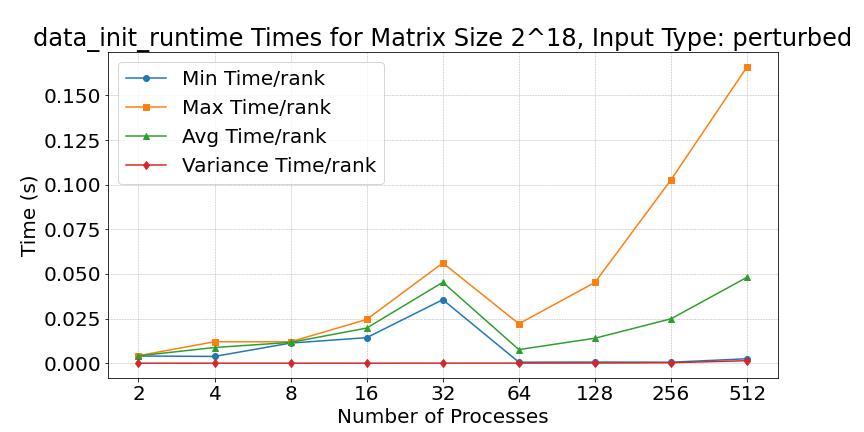 data_init_runtime Times for Matrix Size 2^18, Input Type: perturbed
Min Time/rank
Max Time/rank
Avg Time/rank
Variance Time/rank
Time (s)
0.150
0.125
0.100
0.075
0.050
0.025
0.000
2 4 8 16 32 64 128 256 512
Number of Processes